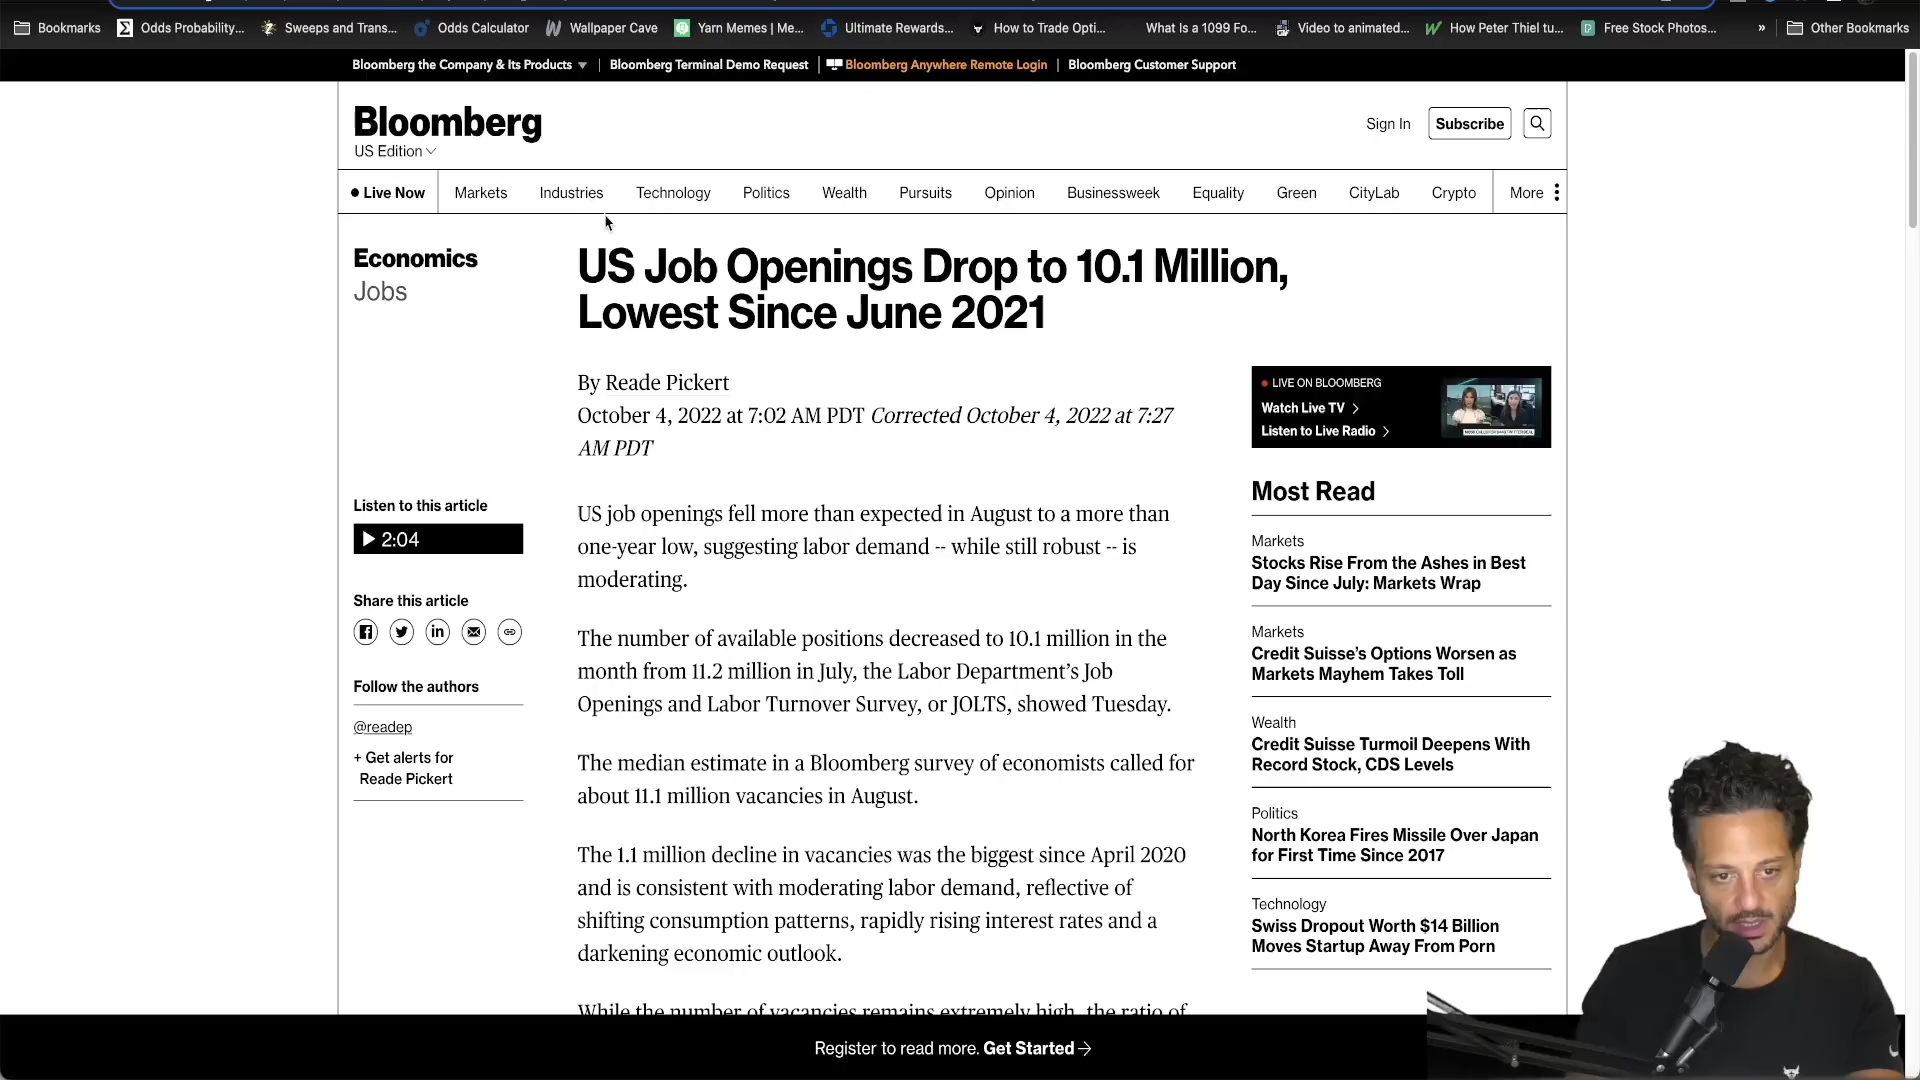 Bookmarks Odds Probability... Sweeps and Trans... Odds Calculator Wallpaper Cave Yarn Memes | Me... Ultimate Rewards... How to Trade Opti... What Is a 1099 Fo... Video to animated... How Peter Thiel tu... Free Stock Photos... » Other Bookmarks
Bloomberg the Company & Its Products ▼ | Bloomberg Terminal Demo Request | Bloomberg Anywhere Remote Login | Bloomberg Customer Support
Bloomberg
US Edition
Sign In Subscribe
Live Now Markets Industries Technology Politics Wealth Pursuits Opinion Businessweek Equality Green CityLab Crypto More
Economics
Jobs
US Job Openings Drop to 10.1 Million,
Lowest Since June 2021
By Reade Pickert
October 4, 2022 at 7:02 AM PDT Corrected October 4, 2022 at 7:27
AM PDT
Listen to this article
2:04
Share this article
Follow the authors
@readep
+ Get alerts for
Reade Pickert
US job openings fell more than expected in August to a more than
one-year low, suggesting labor demand -- while still robust -- is
moderating.
The number of available positions decreased to 10.1 million in the
month from 11.2 million in July, the Labor Department’s Job
Openings and Labor Turnover Survey, or JOLTS, showed Tuesday.
The median estimate in a Bloomberg survey of economists called for
about 11.1 million vacancies in August.
The 1.1 million decline in vacancies was the biggest since April 2020
and is consistent with moderating labor demand, reflective of
shifting consumption patterns, rapidly rising interest rates and a
darkening economic outlook.
While the number of vacancies remains extremely high, the ratio of
LIVE ON BLOOMBERG
Watch Live TV >
Listen to Live Radio >
Most Read
Markets
Stocks Rise From the Ashes in Best
Day Since July: Markets Wrap
Markets
Credit Suisse’s Options Worsen as
Markets Mayhem Takes Toll
Wealth
Credit Suisse Turmoil Deepens With
Record Stock, CDS Levels
Politics
North Korea Fires Missile Over Japan
for First Time Since 2017
Technology
Swiss Dropout Worth $14 Billion
Moves Startup Away From Porn
Register to read more. Get Started →